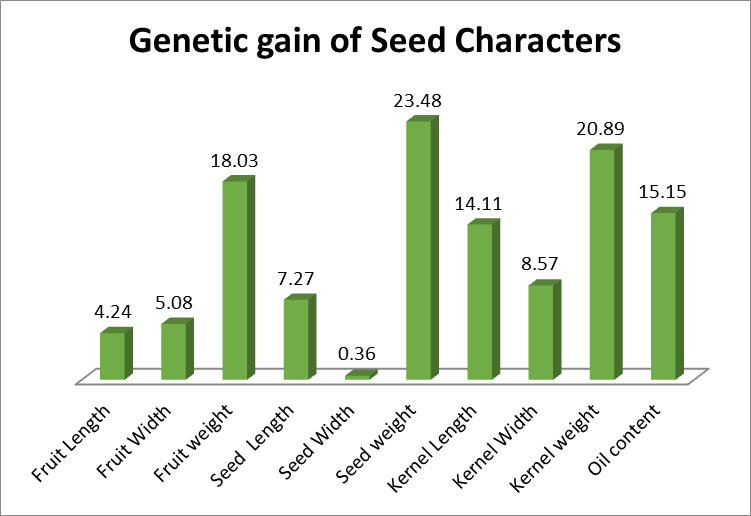 Genetic gain of Seed Characters
4.24
5.08
18.03
7.27
0.36
23.48
14.11
8.57
20.89
15.15
Fruit Length
Fruit Width
Fruit weight
Seed  Length
Seed Width
Seed weight
Kernel Length
Kernel Width
Kernel weight
Oil content